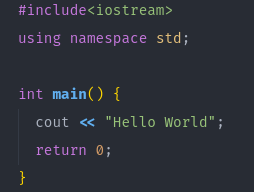 #include<iostream>
using namespace std;

int main() {
  cout << "Hello World";
  return 0;
}